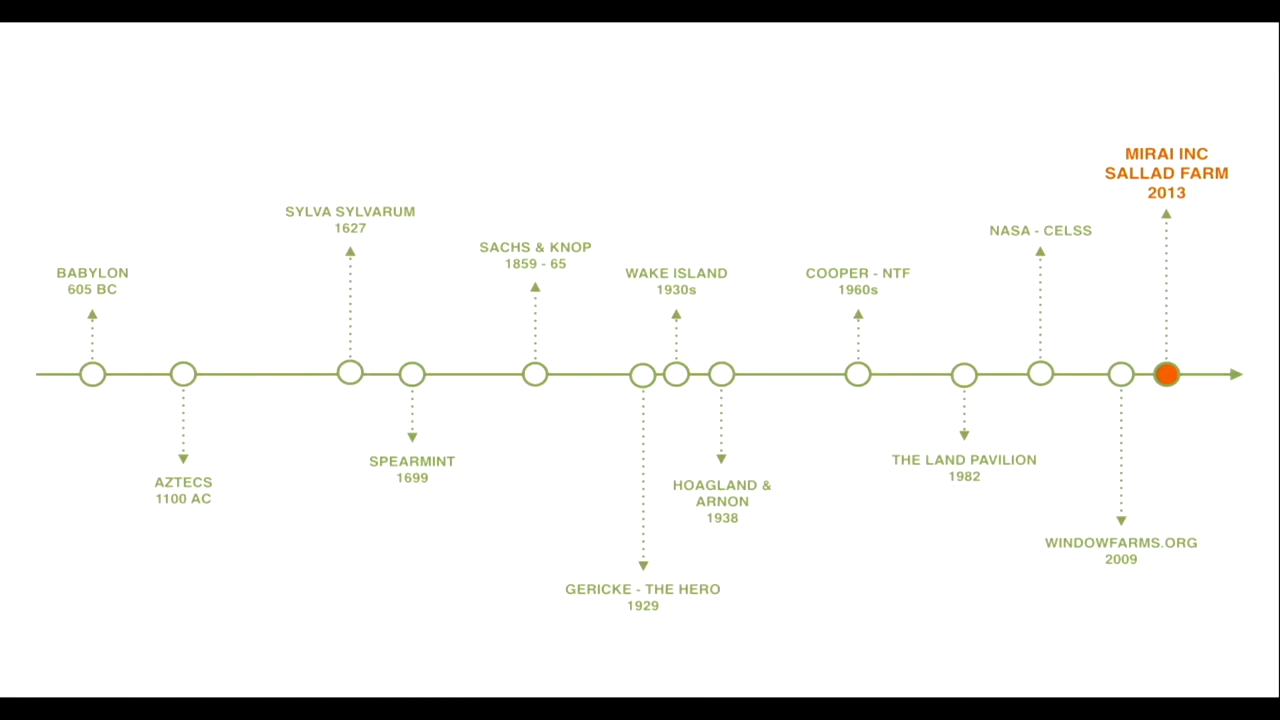 BABYLON
605 BC
AZTECS
1100 AC
SYLVA SYLVARUM
1627
SPEARMINT
1699
SACHS & KNOP
1859 - 65
GERICKE - THE HERO
1929
WAKE ISLAND
1930s
HOAGLAND &
ARNON
1938
COOPER - NTF
1960s
THE LAND PAVILION
1982
NASA - CELSS
WINDOWFARMS.ORG
2009
MIRAI INC
SALLAD FARM
2013